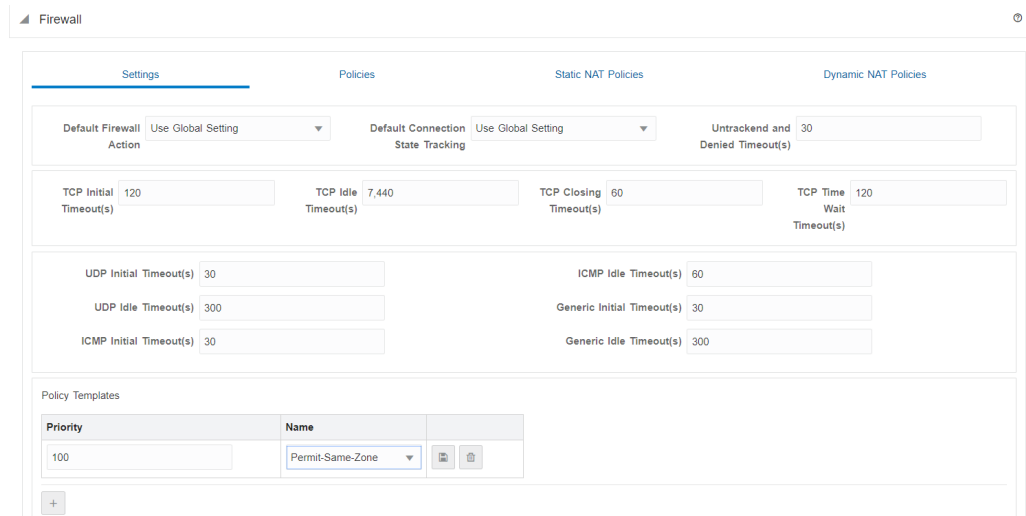 Firewall
Settings
Policies
Static NAT Policies
Dynamic NAT Policies
Default Firewall Action
Use Global Setting
Default Connection State Tracking
Use Global Setting
Untrackend and Denied Timeout(s)
30
TCP Initial Timeout(s)
120
TCP Idle Timeout(s)
7,440
TCP Closing Timeout(s)
60
TCP Time Wait Timeout(s)
120
UDP Initial Timeout(s)
30
ICMP Idle Timeout(s)
60
UDP Idle Timeout(s)
300
Generic Initial Timeout(s)
30
ICMP Initial Timeout(s)
30
Generic Idle Timeout(s)
300
Policy Templates
Priority
Name
100
Permit-Same-Zone